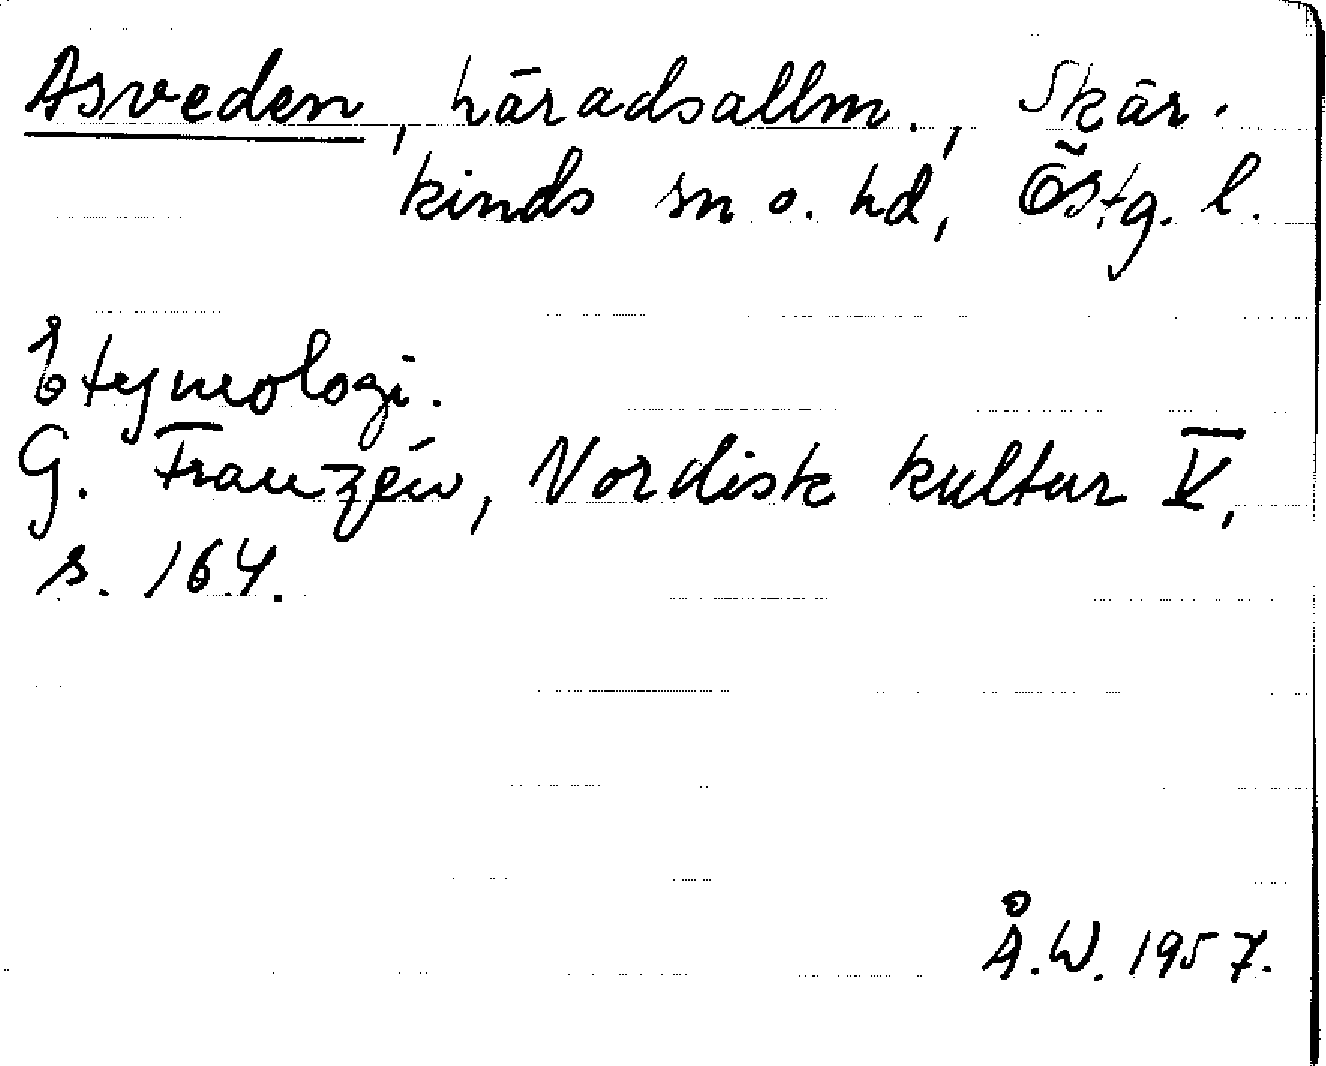 Asveden, häradsallm., Skär-
kinds sn o. hd, Östg. l.
Etymologi.
G. Franzén, Nordisk kultur V,
s. 164.
Å.W. 1957.